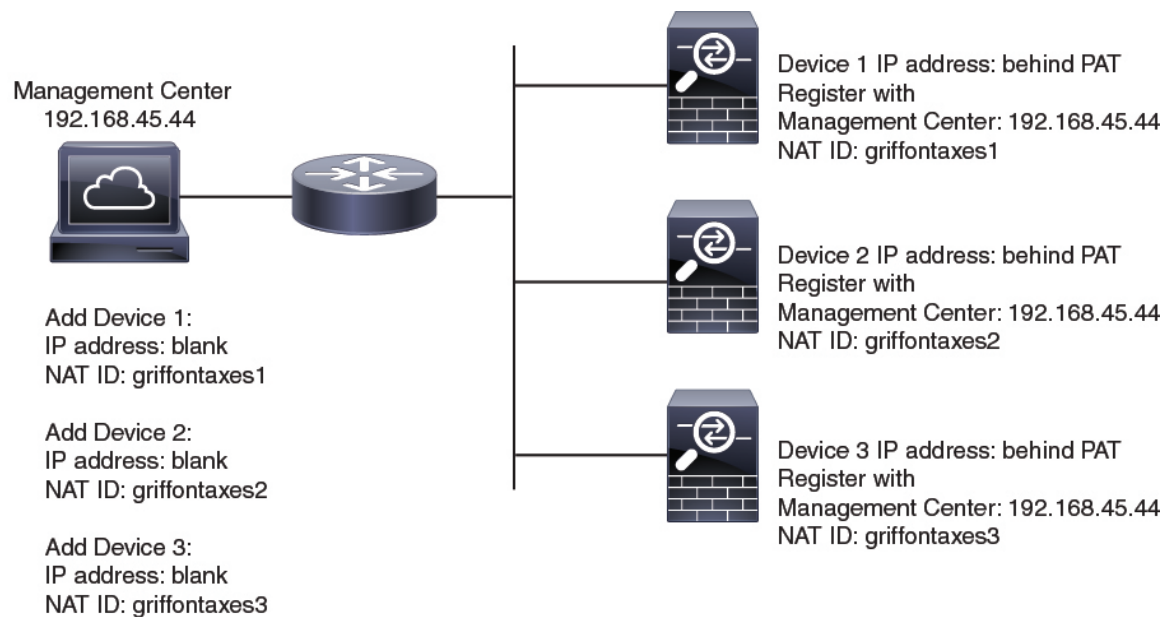 Management Center
192.168.45.44
Add Device 1:
IP address: blank
NAT ID: griffontaxes1
Add Device 2:
IP address: blank
NAT ID: griffontaxes2
Add Device 3:
IP address: blank
NAT ID: griffontaxes3
Device 1 IP address: behind PAT
Register with
Management Center: 192.168.45.44
NAT ID: griffontaxes1
Device 2 IP address: behind PAT
Register with
Management Center: 192.168.45.44
NAT ID: griffontaxes2
Device 3 IP address: behind PAT
Register with
Management Center: 192.168.45.44
NAT ID: griffontaxes3